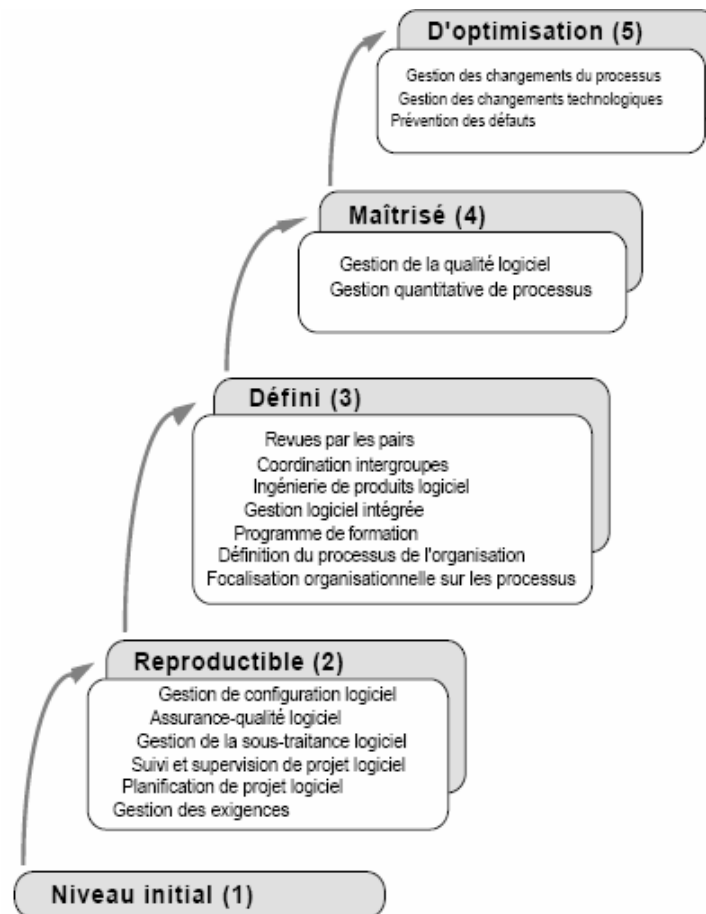 D'optimisation (5)
Gestion des changements du processus
Gestion des changements technologiques
Prévention des défauts
Maîtrisé (4)
Gestion de la qualité logiciel
Gestion quantitative de processus
Défini (3)
Revues par les pairs
Coordination intergroupes
Ingénierie de produits logiciel
Gestion logiciel intégrée
Programme de formation
Définition du processus de l'organisation
Focalisation organisationnelle sur les processus
Reproductible (2)
Gestion de configuration logiciel
Assurance-qualité logiciel
Gestion de la sous-traitance logiciel
Suivi et supervision de projet logiciel
Planification de projet logiciel
Gestion des exigences
Niveau initial (1)